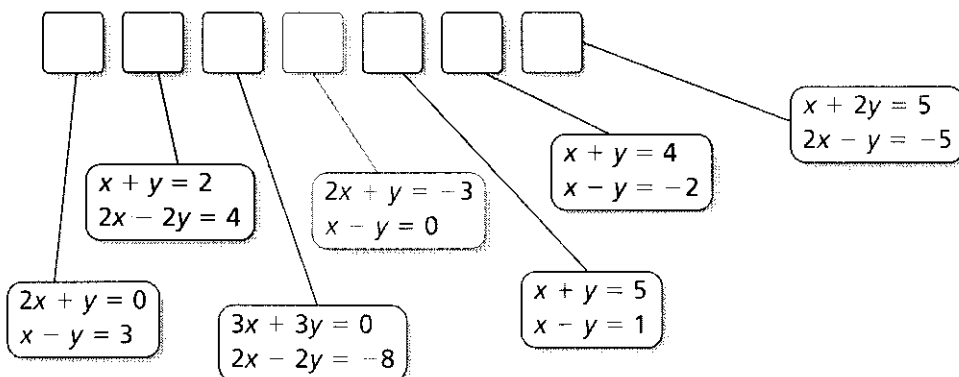 2x + y = 0
x − y = 3
x + y = 2
2x − 2y = 4
3x + 3y = 0
2x − 2y = −8
2x + y = −3
x − y = 0
x + y = 5
x − y = 1
x + y = 4
x − y = −2
x + 2y = 5
2x − y = −5